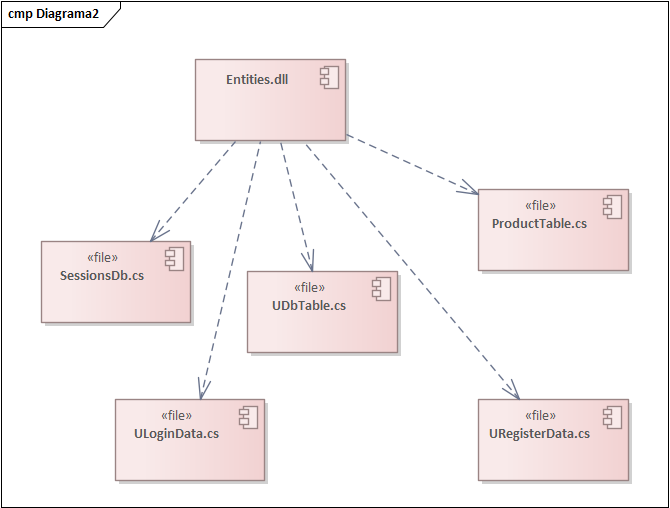 cmp Diagrama2
Entities.dll
«file»
ProductTable.cs
«file»
SessionsDb.cs
«file»
UDbTable.cs
«file»
ULoginData.cs
«file»
URegisterData.cs